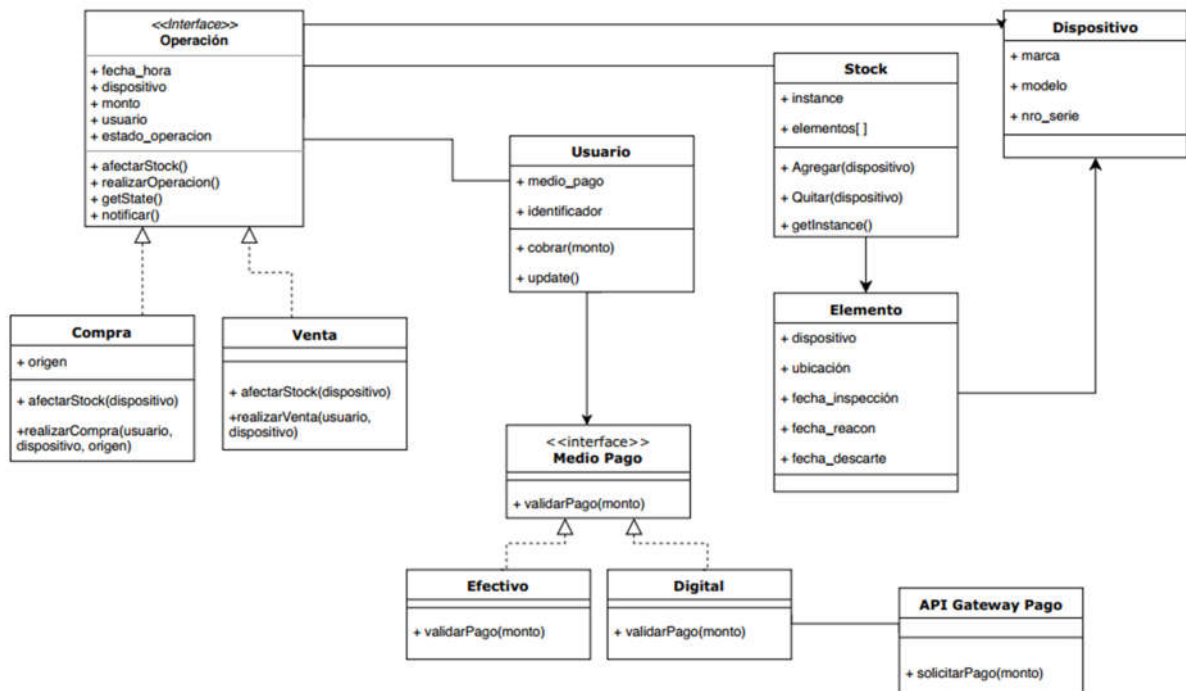 <<Interface>>
Operación
+ fecha_hora
+ dispositivo
+ monto
+ usuario
+ estado_operacion
+ afectarStock()
+ realizarOperacion()
+ getState()
+ notificar()
Dispositivo
+ marca
+ modelo
+ nro_serie
Stock
+ instance
+ elementos[ ]
+ Agregar(dispositivo)
+ Quitar(dispositivo)
+ getInstance()
Usuario
+ medio_pago
+ identificador
+ cobrar(monto)
+ update()
Compra
+ origen
+ afectarStock(dispositivo)
+realizarCompra(usuario,
dispositivo, origen)
Venta
+ afectarStock(dispositivo)
+realizarVenta(usuario,
dispositivo)
Elemento
+ dispositivo
+ ubicación
+ fecha_inspección
+ fecha_reacon
+ fecha_descarte
<<interface>>
Medio Pago
+ validarPago(monto)
Efectivo
+ validarPago(monto)
Digital
+ validarPago(monto)
API Gateway Pago
+ solicitarPago(monto)